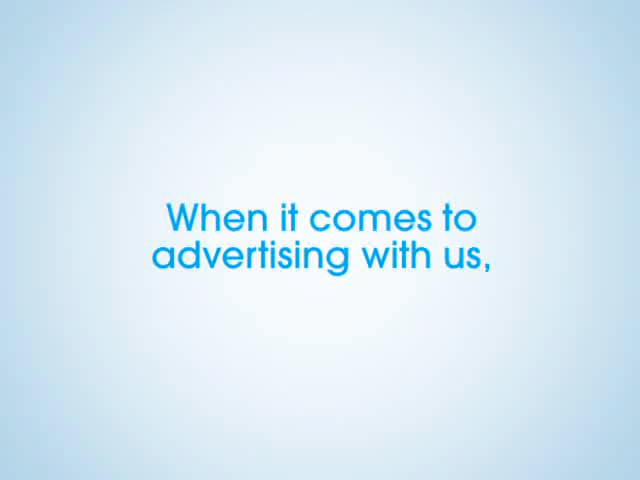 When it comes to
advertising with us,